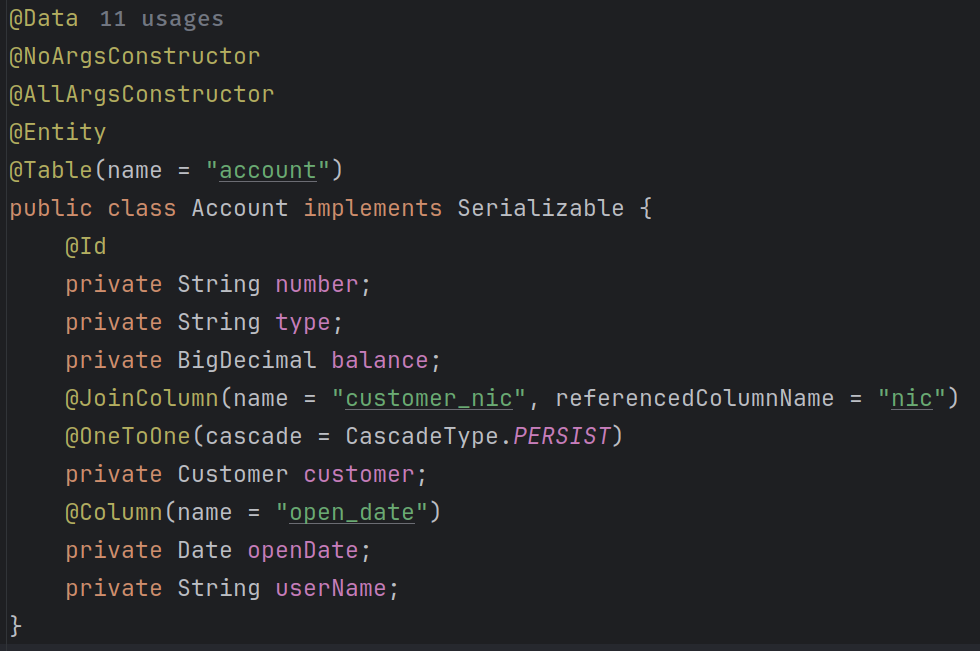 @Data 11 usages
@NoArgsConstructor
@AllArgsConstructor
@Entity
@Table(name = "account")
public class Account implements Serializable {
    @Id
    private String number;
    private String type;
    private BigDecimal balance;
    @JoinColumn(name = "customer_nic", referencedColumnName = "nic")
    @OneToOne(cascade = CascadeType.PERSIST)
    private Customer customer;
    @Column(name = "open_date")
    private Date openDate;
    private String userName;
}